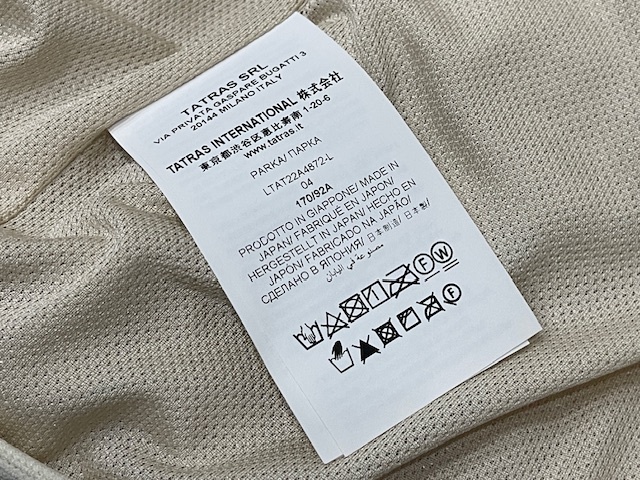 TATRAS SRL
VIA PRIVATA GASPARE BUGATTI 3
20144 MILANO ITALY
TATRAS INTERNATIONAL 株式会社
東京都渋谷区恵比寿南 1-20-6
www.tatras.it
PARKA/ ПАРКА
LTAT22A4872-L
04
170/92A
PRODOTTO IN GIAPPONE/ MADE IN
JAPAN/ FABRIQUE EN JAPON/
HERGESTELLT IN JAPAN/ HECHO EN
JAPÓN/ FABRICADO NA JAPÃO/
СДЕЛАНО В ЯПОНИЯ/ 日本制造/ 日本製/
في اليابان
F W
F